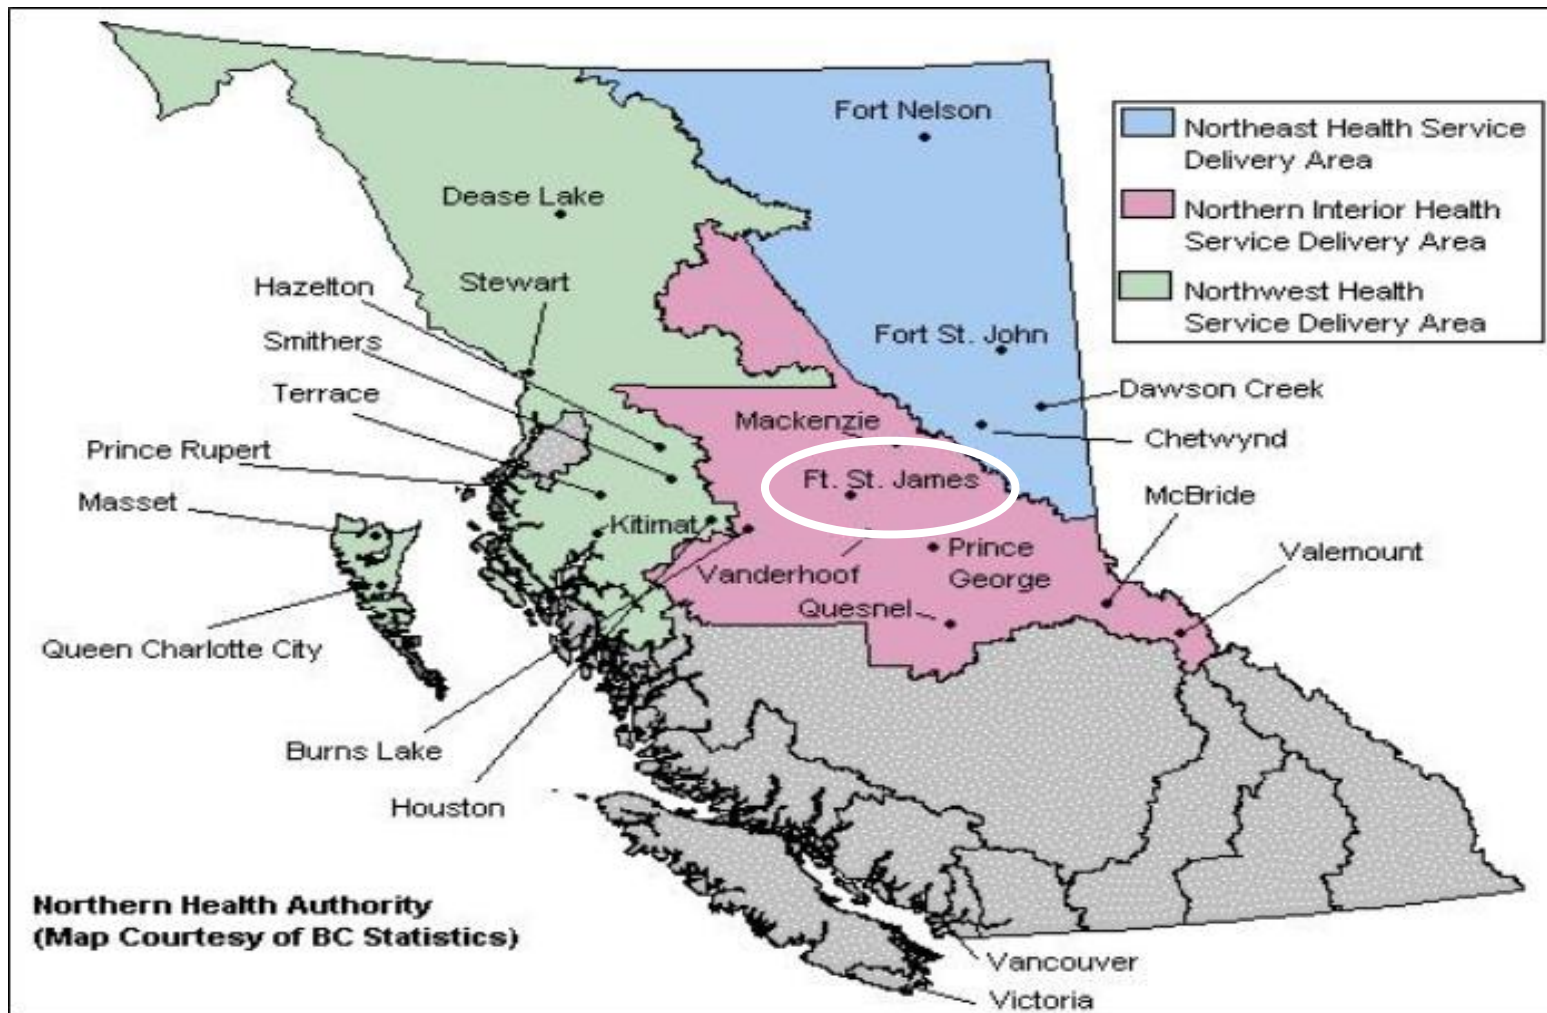 Fort Nelson
Northeast Health Service
Delivery Area
Northern Interior Health
Service Delivery Area
Northwest Health
Service Delivery Area
Dease Lake
Stewart
Hazelton
Smithers
Terrace
Fort St. John
Dawson Creek
Mackenzie
Chetwynd
Prince Rupert
Ft. St. James
Masset
McBride
Kitimat
Valemount
Prince
George
Vanderhoof
Quesnel
Queen Charlotte City
Burns Lake
Houston
Northern Health Authority
(Map Courtesy of BC Statistics)
Vancouver
Victoria